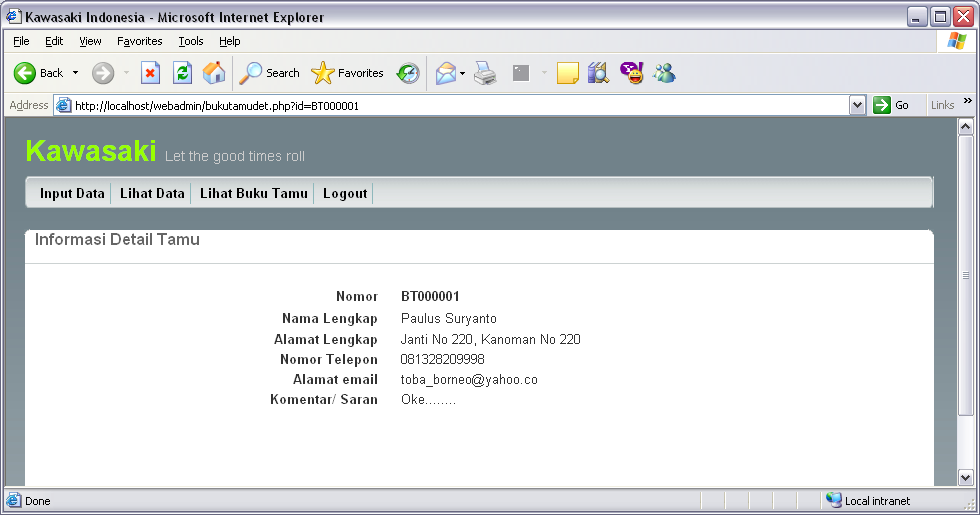 Kawasaki Indonesia - Microsoft Internet Explorer
File Edit View Favorites Tools Help
Back Search Favorites
Address http://localhost/webadmin/bukutamudet.php?id=BT000001 Go Links »
Kawasaki Let the good times roll
Input Data Lihat Data Lihat Buku Tamu Logout
Informasi Detail Tamu
Nomor BT000001
Nama Lengkap Paulus Suryanto
Alamat Lengkap Janti No 220, Kanoman No 220
Nomor Telepon 081328209998
Alamat email toba_borneo@yahoo.co
Komentar/ Saran Oke........
Done Local intranet